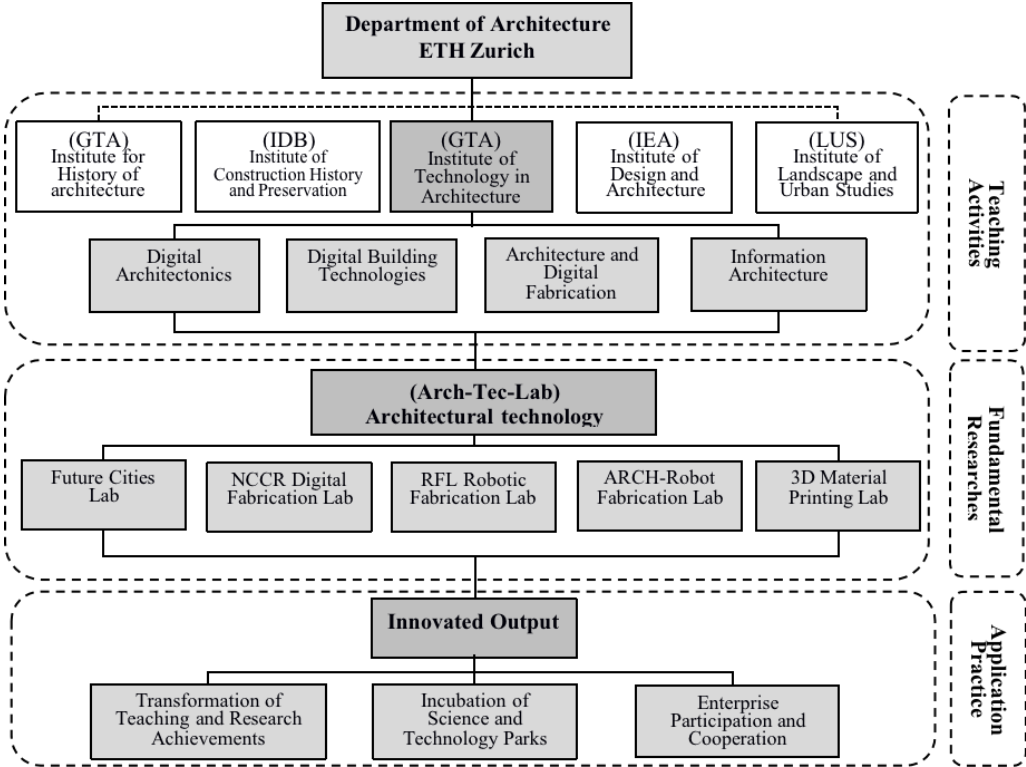 Department of Architecture
ETH Zurich
(GTA)
Institute for
History of
architecture
(IDB)
Institute of
Construction History
and Preservation
(GTA)
Institute of
Technology in
Architecture
(IEA)
Institute of
Design and
Architecture
(LUS)
Institute of
Landscape and
Urban Studies
Digital
Architectonics
Digital Building
Technologies
Architecture and
Digital
Fabrication
Information
Architecture
Teaching
Activities
(Arch-Tec-Lab)
Architectural technology
Future Cities
Lab
NCCR Digital
Fabrication Lab
RFL Robotic
Fabrication Lab
ARCH-Robot
Fabrication Lab
3D Material
Printing Lab
Fundamental
Researches
Innovated Output
Transformation of
Teaching and Research
Achievements
Incubation of
Science and
Technology Parks
Enterprise
Participation and
Cooperation
Application
Practice